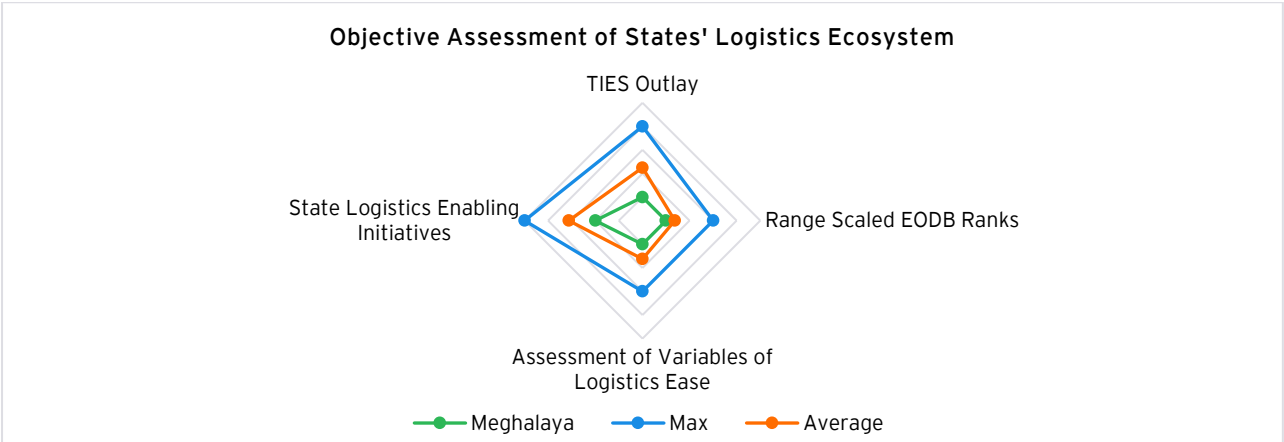 Objective Assessment of States' Logistics Ecosystem
TIES Outlay
State Logistics Enabling
Initiatives
Range Scaled EODB Ranks
Assessment of Variables of
Logistics Ease
Meghalaya
Max
Average